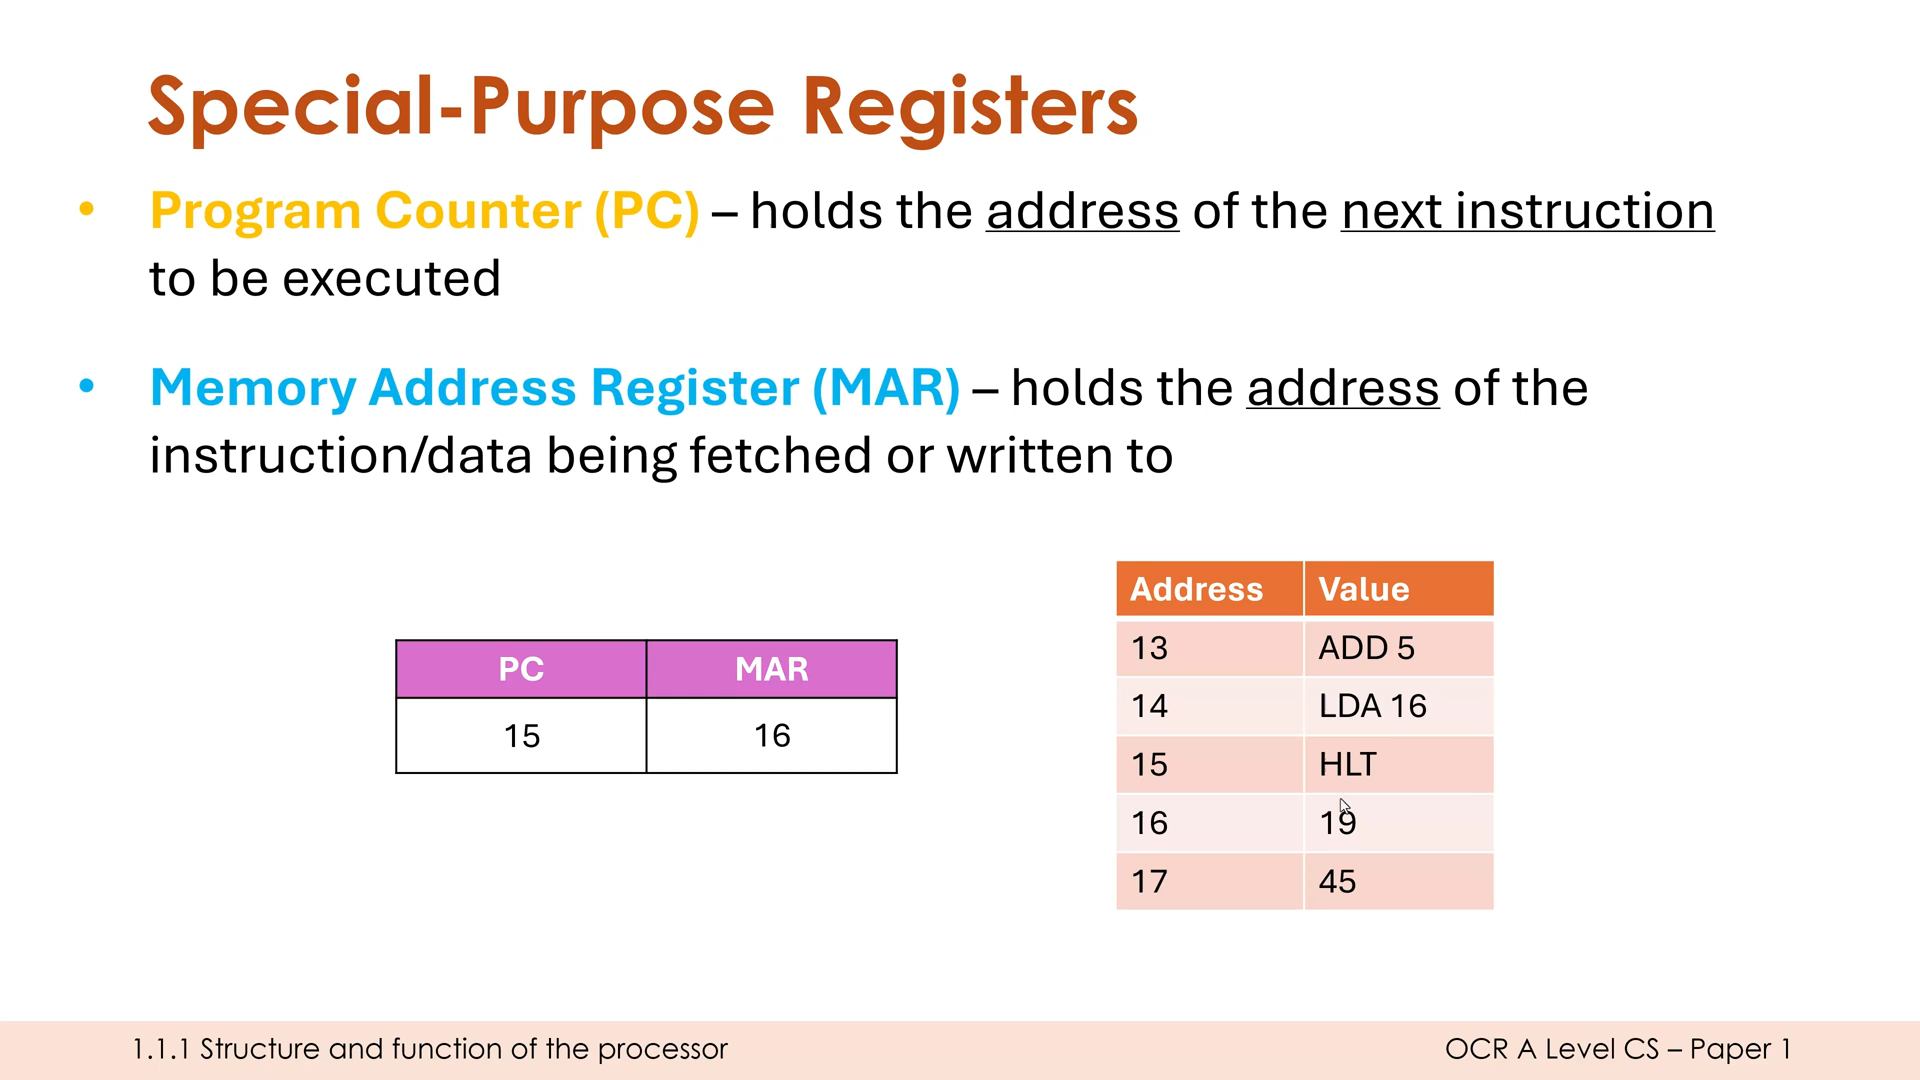 Special-Purpose Registers
• Program Counter (PC) – holds the address of the next instruction
to be executed
• Memory Address Register (MAR) – holds the address of the
instruction/data being fetched or written to
PC MAR
15 16
Address Value
13 ADD 5
14 LDA 16
15 HLT
16 19
17 45
1.1.1 Structure and function of the processor
OCR A Level CS – Paper 1